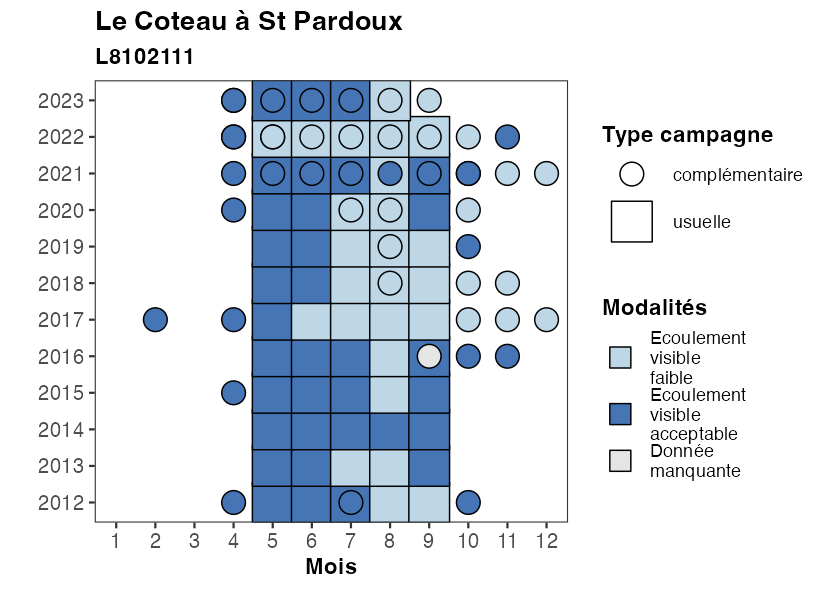 Le Coteau à St Pardoux
L8102111
2023
2022
2021
2020
2019
2018
2017
2016
2015
2014
2013
2012
1 2 3 4 5 6 7 8 9 10 11 12
Mois
Type campagne
complémentaire
usuelle
Modalités
Ecoulement
visible
faible
Ecoulement
visible
acceptable
Donnée
manquante